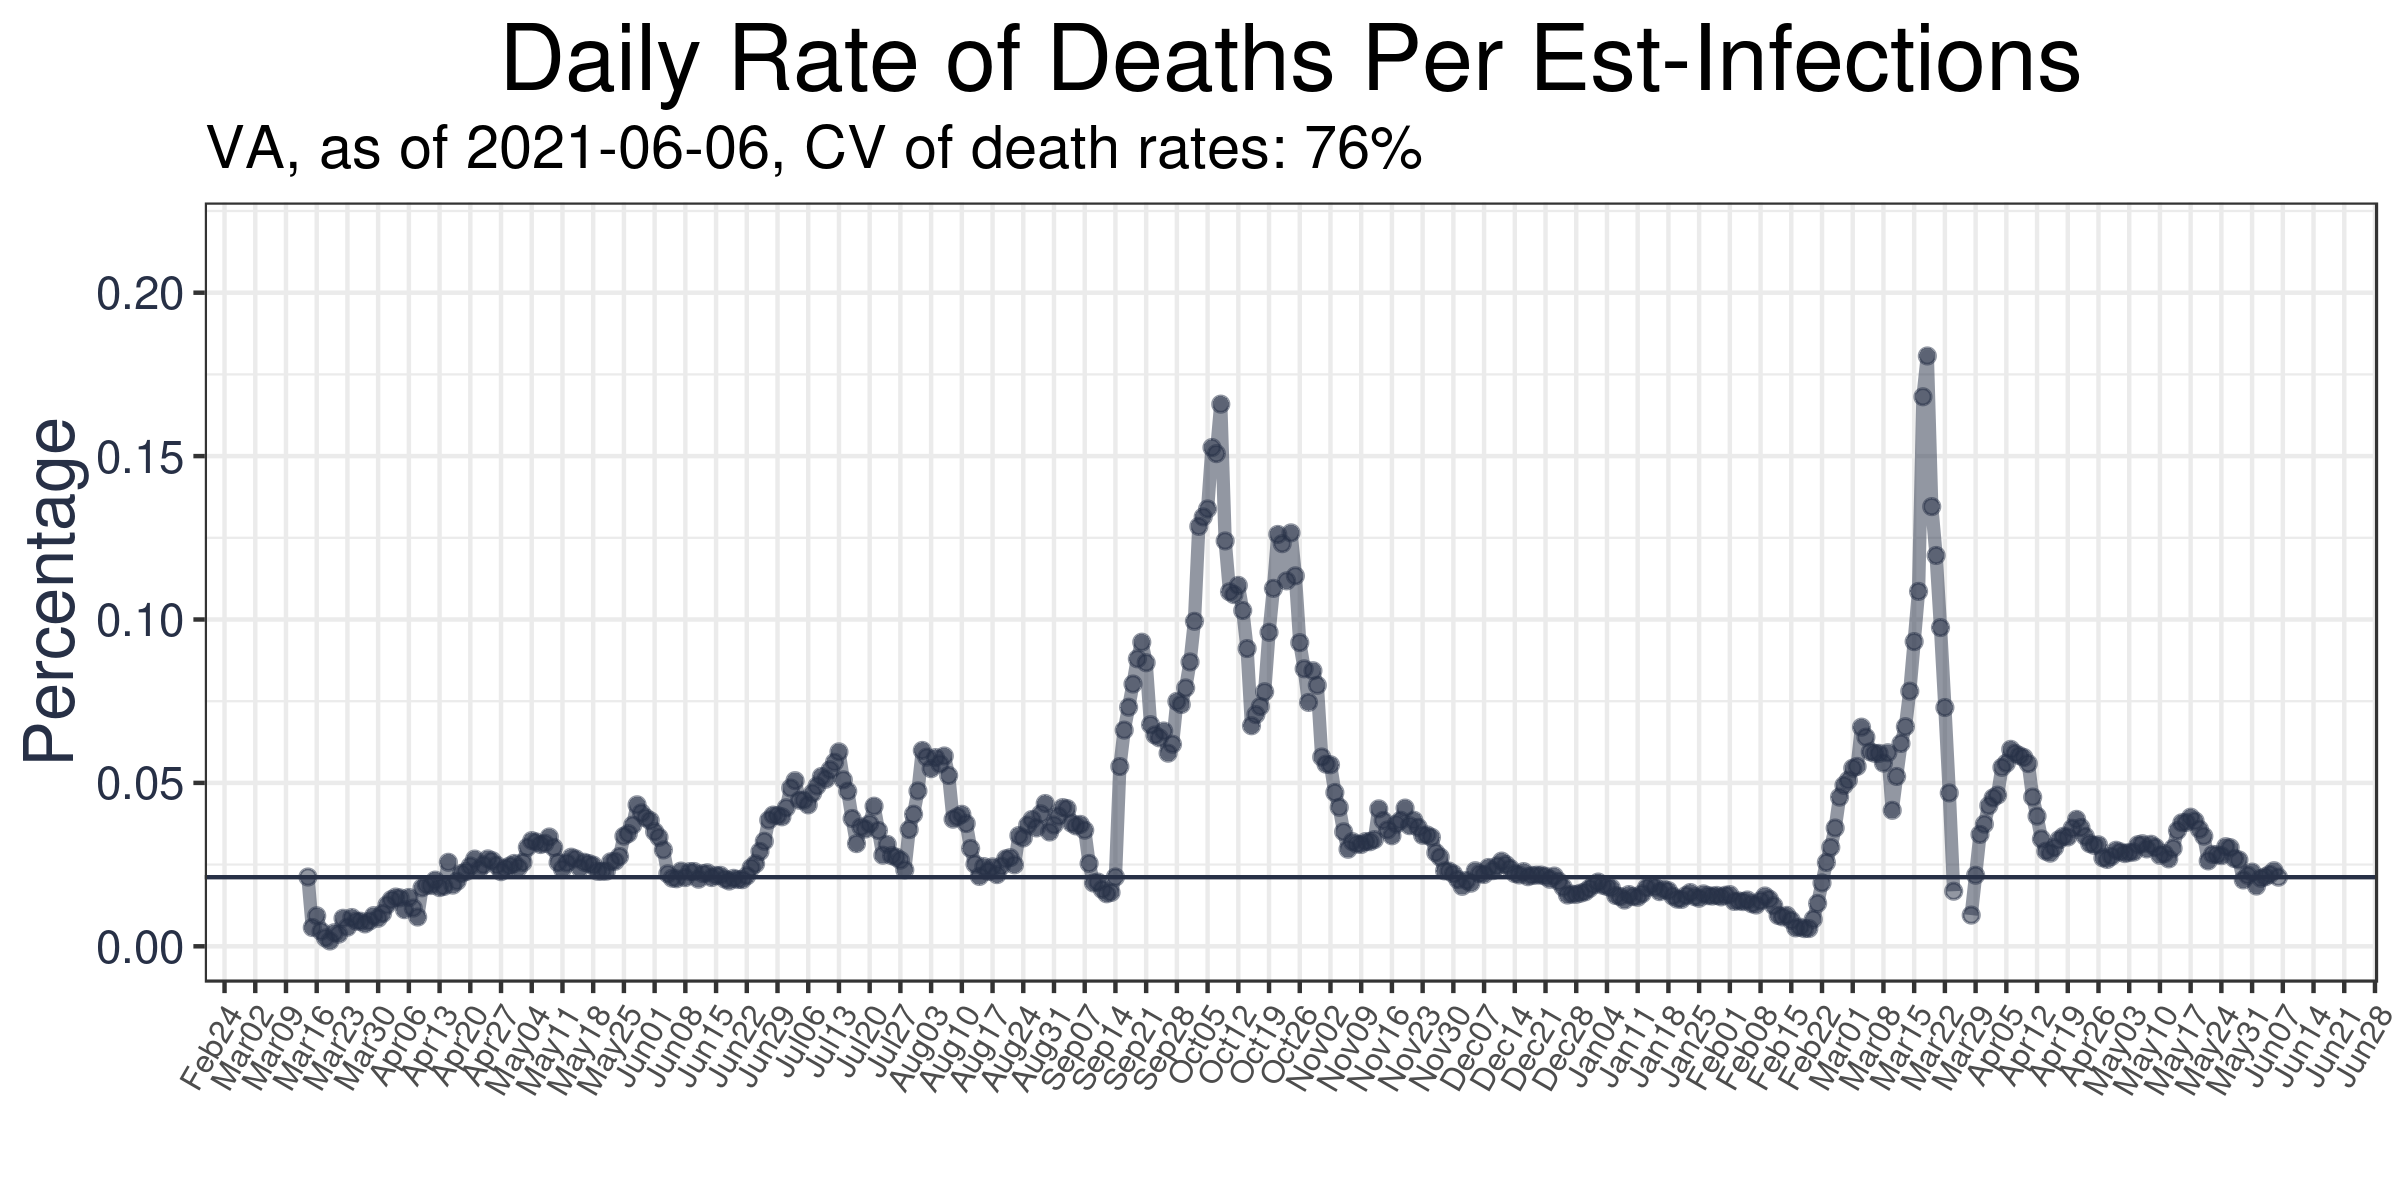 Daily Rate of Deaths Per Est-Infections
VA, as of 2021-06-06, CV of death rates: 76%
Percentage
0.20
0.15
0.10
0.05
0.00
Feb24
Mar02
Mar09
Mar16
Mar23
Mar30
Apr06
Apr13
Apr20
Apr27
May04
May11
May18
May25
Jun01
Jun08
Jun15
Jun22
Jun29
Jul06
Jul13
Jul20
Jul27
Aug03
Aug10
Aug17
Aug24
Aug31
Sep07
Sep14
Sep21
Sep28
Oct05
Oct12
Oct19
Oct26
Nov02
Nov09
Nov16
Nov23
Nov30
Dec07
Dec14
Dec21
Dec28
Jan04
Jan11
Jan18
Jan25
Feb01
Feb08
Feb15
Feb22
Mar01
Mar08
Mar15
Mar22
Mar29
Apr05
Apr12
Apr19
Apr26
May03
May10
May17
May24
May31
Jun07
Jun14
Jun21
Jun28